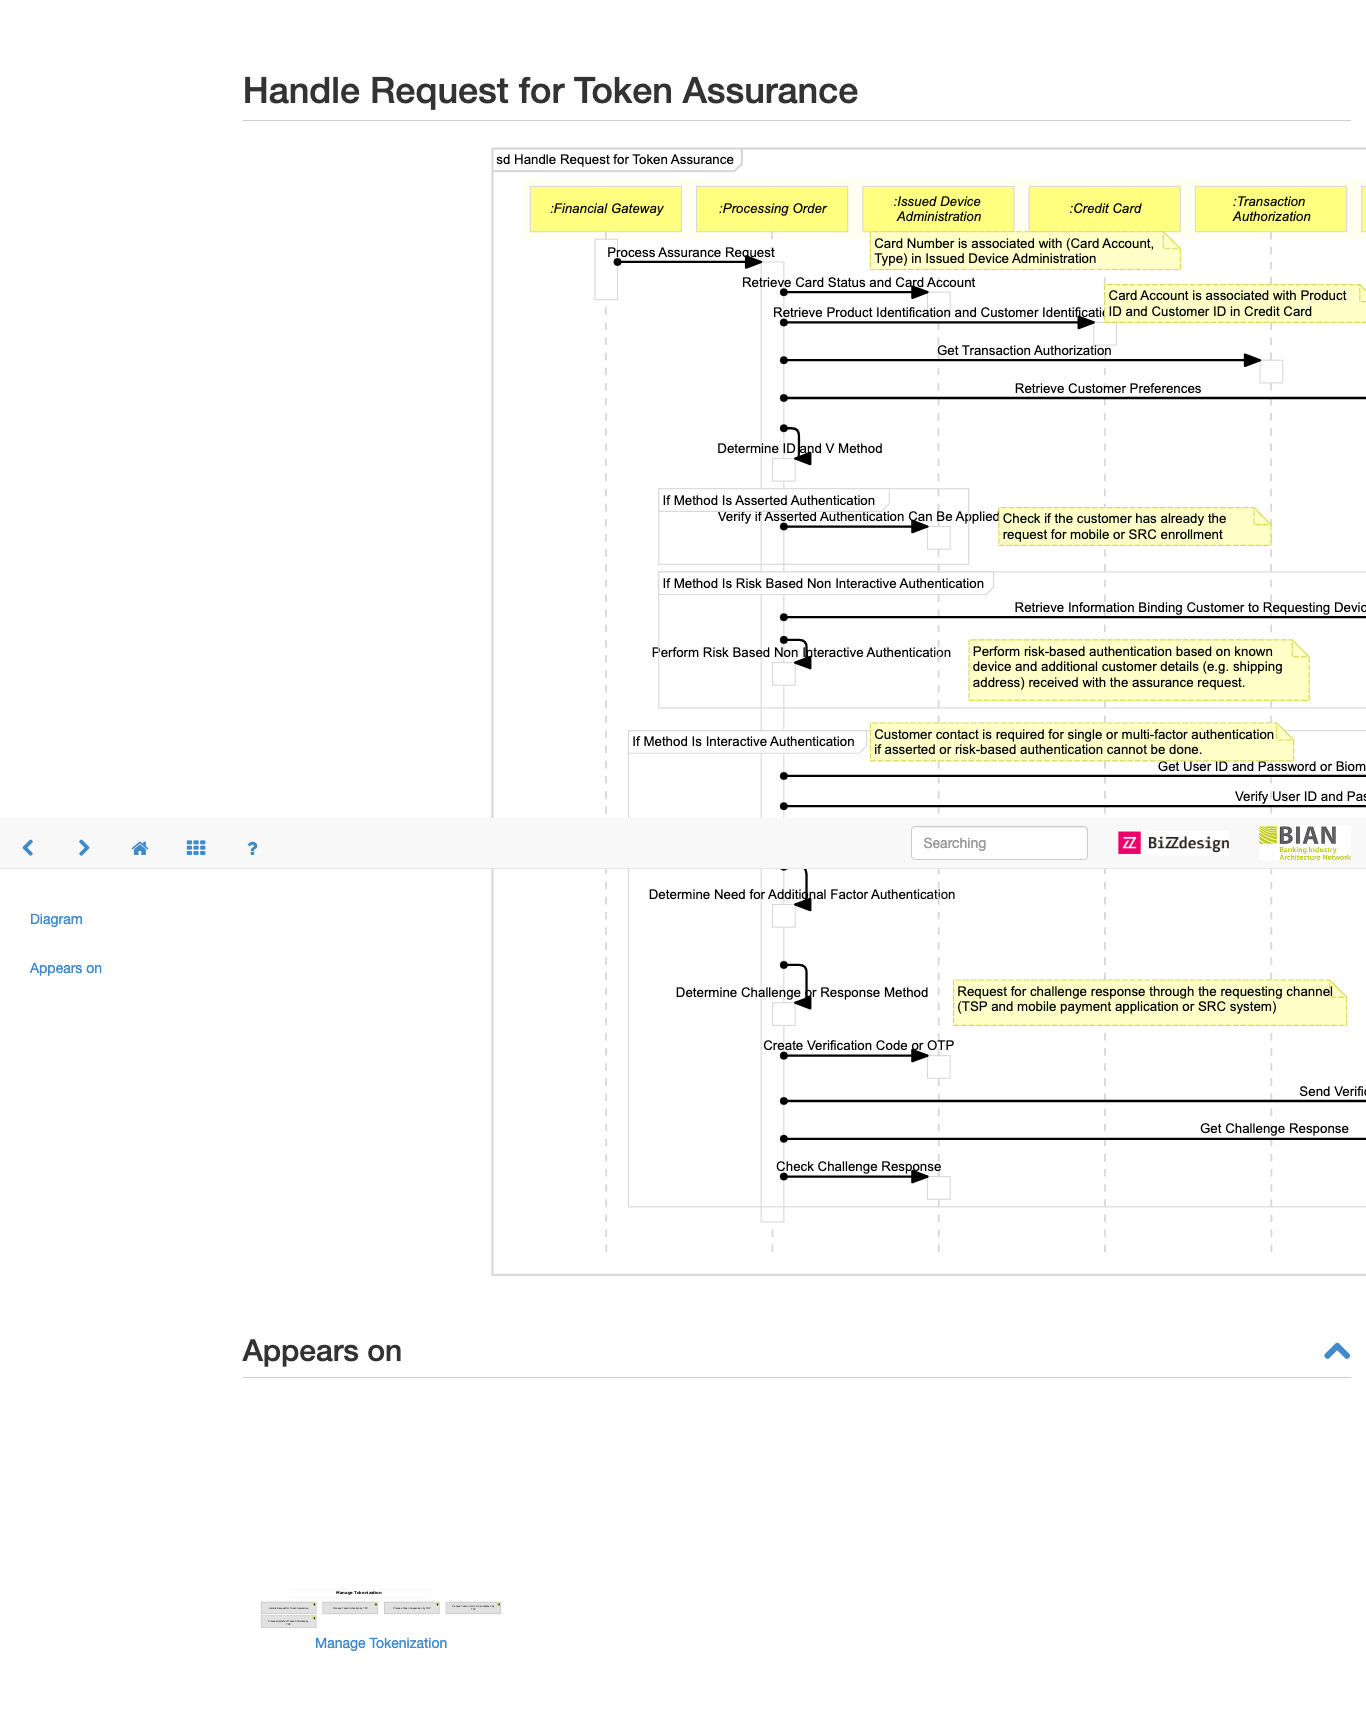 Handle Request for Token Assurance
sd Handle Request for Token Assurance
:Financial Gateway
:Processing Order
:Issued Device
Administration
:Credit Card
:Transaction
Authorization
Process Assurance Request
Card Number is associated with (Card Account,
Type) in Issued Device Administration
Retrieve Card Status and Card Account
Card Account is associated with Product
ID and Customer ID in Credit Card
Retrieve Product Identification and Customer
Get Transaction Authorization
Retrieve Customer Preferences
Determine ID and V Method
If Method Is Asserted Authentication
Verify if Asserted Authentication Can Be Applied
Check if the customer has already the
request for mobile or SRC enrollment
If Method Is Risk Based Non Interactive Authentication
Retrieve Information Binding Customer to Requesting
Perform Risk Based Non Interactive Authentication
Perform risk-based authentication based on known
device and additional customer details (e.g. shipping
address) received with the assurance request.
If Method Is Interactive Authentication
Customer contact is required for single or multi-factor authentication
if asserted or risk-based authentication cannot be done.
Get User ID and Password or
Verify User ID and
?
Searching
ZZ BiZZdesign
BIAN
Banking Industry
Architecture Network
Determine Need for Additional Factor Authentication
Diagram
Appears on
Determine Challenge or Response Method
Request for challenge response through the requesting channel
(TSP and mobile payment application or SRC system)
Create Verification Code or OTP
Send
Get Challenge Response
Check Challenge Response
Appears on
Manage Tokenization
Manage Tokenization